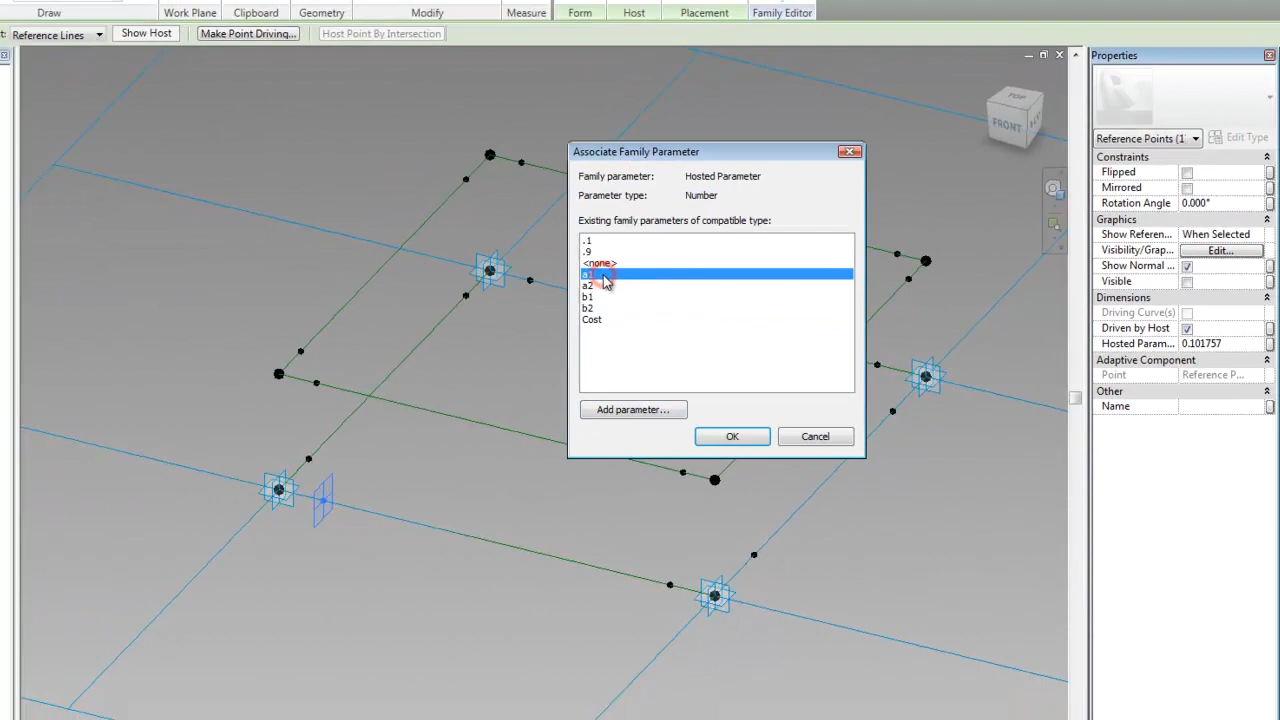 Draw
Work Plane
Clipboard
Geometry
Modify
Measure
Form
Host
Placement
Family Editor
t: Reference Lines
Show Host
Make Point Driving...
Host Point By Intersection
Properties
TOP
FRONT
Reference Points (1)
Edit Type
Constraints
Flipped
Mirrored
Rotation Angle 0.000°
Graphics
Show Referen... When Selected
Visibility/Grap... Edit...
Show Normal ...
Visible
Dimensions
Driving Curve(s)
Driven by Host
Hosted Param... 0.101757
Adaptive Component
Point Reference P...
Other
Name
Associate Family Parameter
Family parameter: Hosted Parameter
Parameter type: Number
Existing family parameters of compatible type:
.1
.9
<none>
a1
a2
b1
b2
Cost
Add parameter...
OK
Cancel